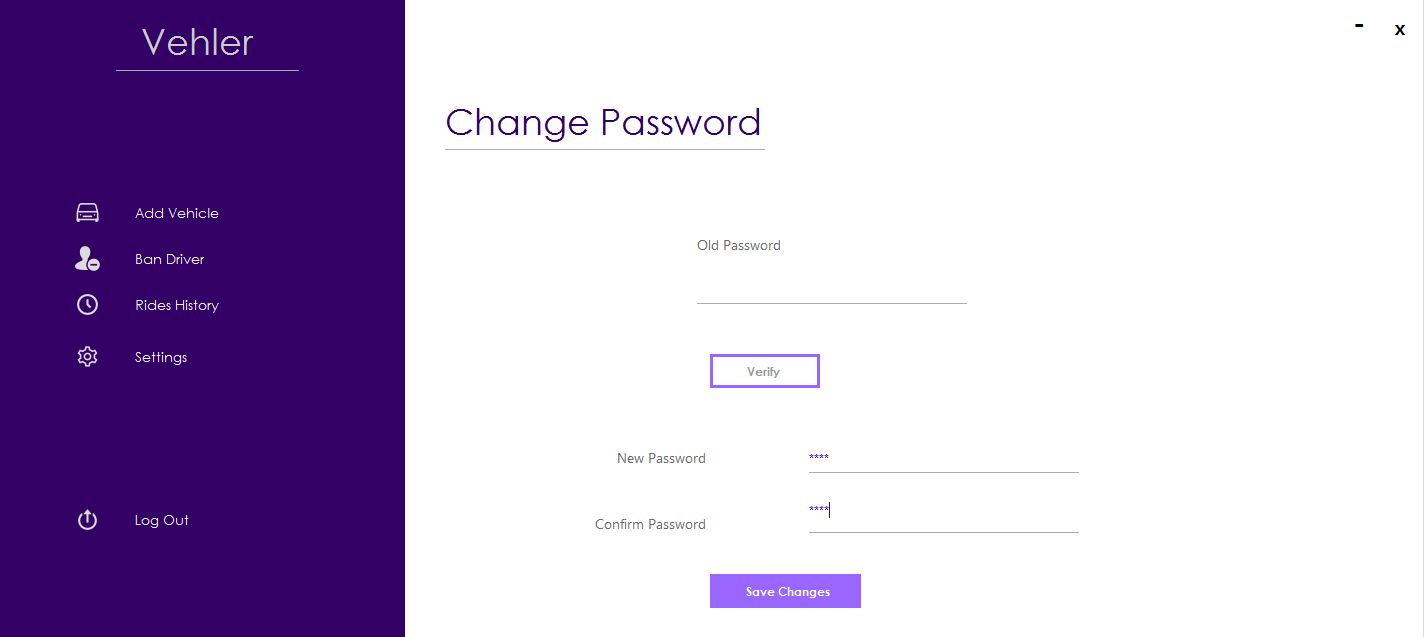 Vehler
- x
Change Password
Add Vehicle
Ban Driver
Rides History
Settings
Log Out
Old Password
Verify
New Password ****
Confirm Password ****
Save Changes